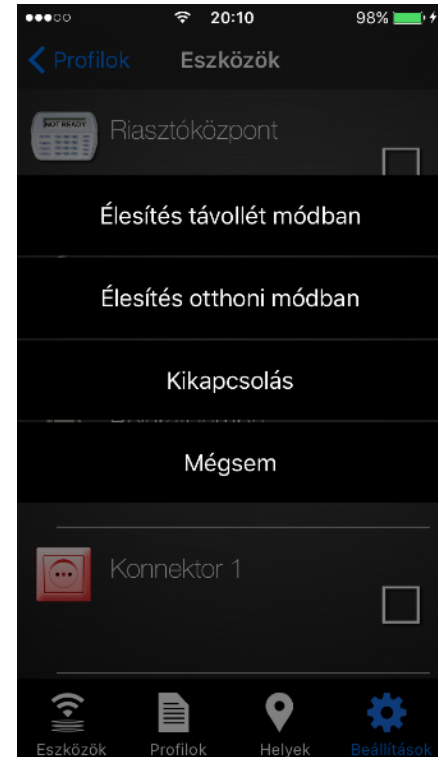 20:10
98%
Profilok
Eszközök
NOT READY
Riasztóközpont
Élesítés távollét módban
Élesítés otthoni módban
Kikapcsolás
Mégsem
Konnektor 1
Eszközök
Profilok
Helyek
Beállítások